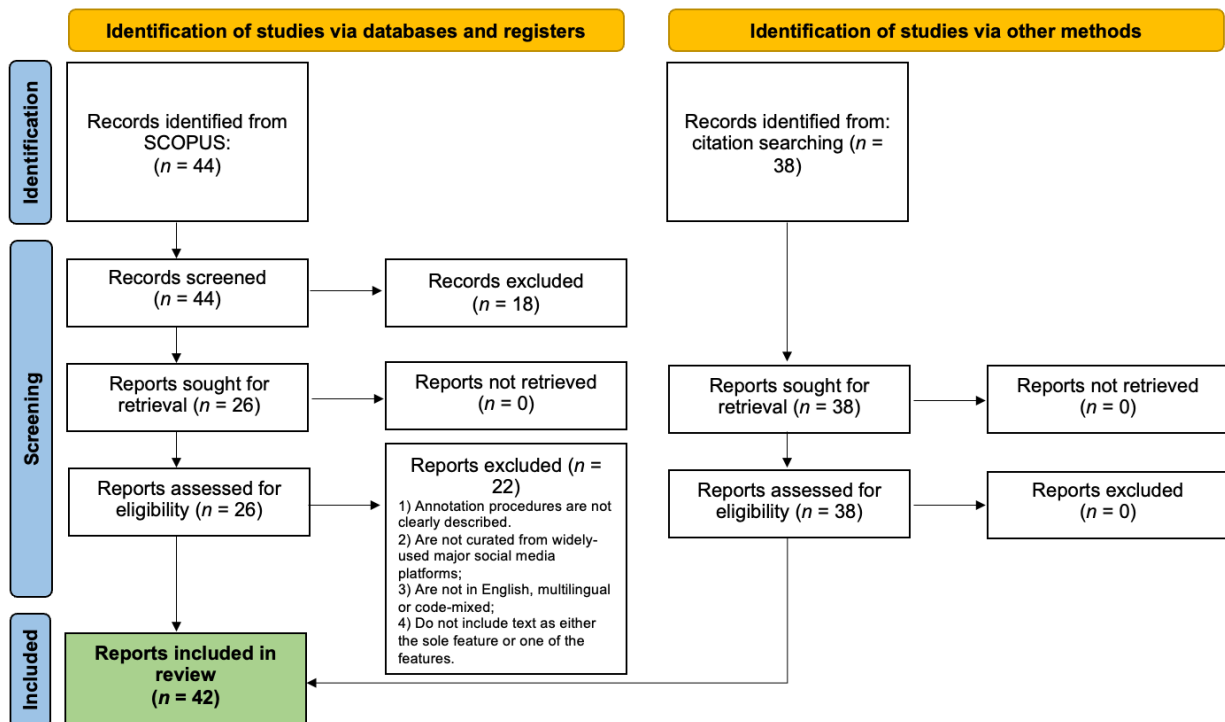 Identification of studies via databases and registers
Identification of studies via other methods
Identification
Records identified from
SCOPUS:
(n = 44)
Records identified from:
citation searching (n =
38)
Screening
Records screened
(n = 44)
Records excluded
(n = 18)
Reports sought for
retrieval (n = 26)
Reports not retrieved
(n = 0)
Reports sought for
retrieval (n = 38)
Reports not retrieved
(n = 0)
Reports assessed for
eligibility (n = 26)
Reports excluded (n =
22)
1) Annotation procedures are not
clearly described.
2) Are not curated from widely-
used major social media
platforms;
3) Are not in English, multilingual
or code-mixed;
4) Do not include text as either
the sole feature or one of the
features.
Reports assessed for
eligibility (n = 38)
Reports excluded
(n = 0)
Included
Reports included in
review
(n = 42)